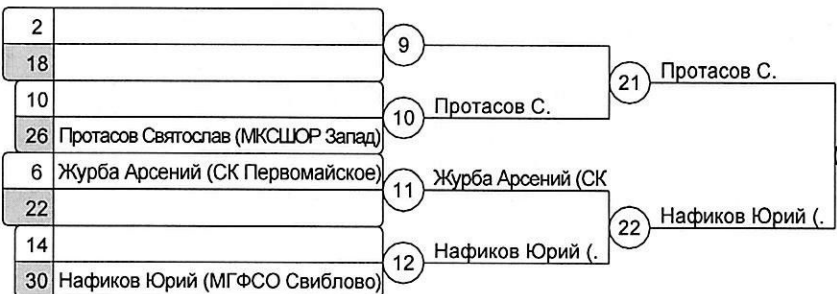 2
18
9
10
26 Протасов Святослав (МКСШОР Запад)
10 Протасов С.
21 Протасов С.
6 Журба Арсений (СК Первомайское)
22
11 Журба Арсений (СК
14
30 Нафиков Юрий (МГФСО Свиблово)
12 Нафиков Юрий (.
22 Нафиков Юрий (.